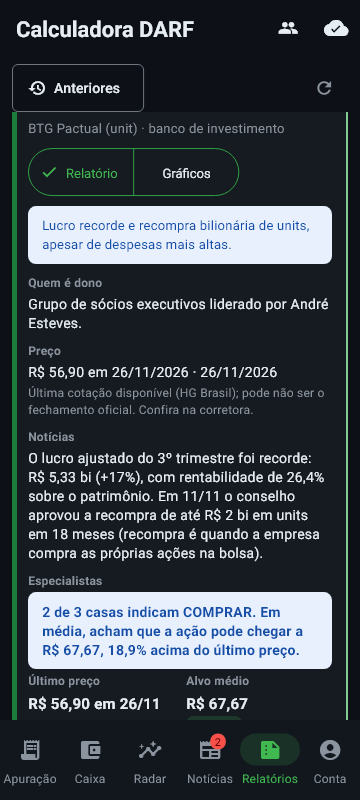 Calculadora DARF
Anteriores
BTG Pactual (unit) · banco de investimento
Relatório
Gráficos
Lucro recorde e recompra bilionária de units,
apesar de despesas mais altas.
Quem é dono
Grupo de sócios executivos liderado por André
Esteves.
Preço
R$ 56,90 em 26/11/2026 · 26/11/2026
Última cotação disponível (HG Brasil); pode não ser o
fechamento oficial. Confira na corretora.
Notícias
O lucro ajustado do 3º trimestre foi recorde:
R$ 5,33 bi (+17%), com rentabilidade de 26,4%
sobre o patrimônio. Em 11/11 o conselho
aprovou a recompra de até R$ 2 bi em units
em 18 meses (recompra é quando a empresa
compra as próprias ações na bolsa).
Especialistas
2 de 3 casas indicam COMPRAR. Em
média, acham que a ação pode chegar a
R$ 67,67, 18,9% acima do último preço.
Último preço
Alvo médio
R$ 56,90 em 26/11
R$ 67,67
2
Apuração
Caixa
Radar
Notícias
Relatórios
Conta